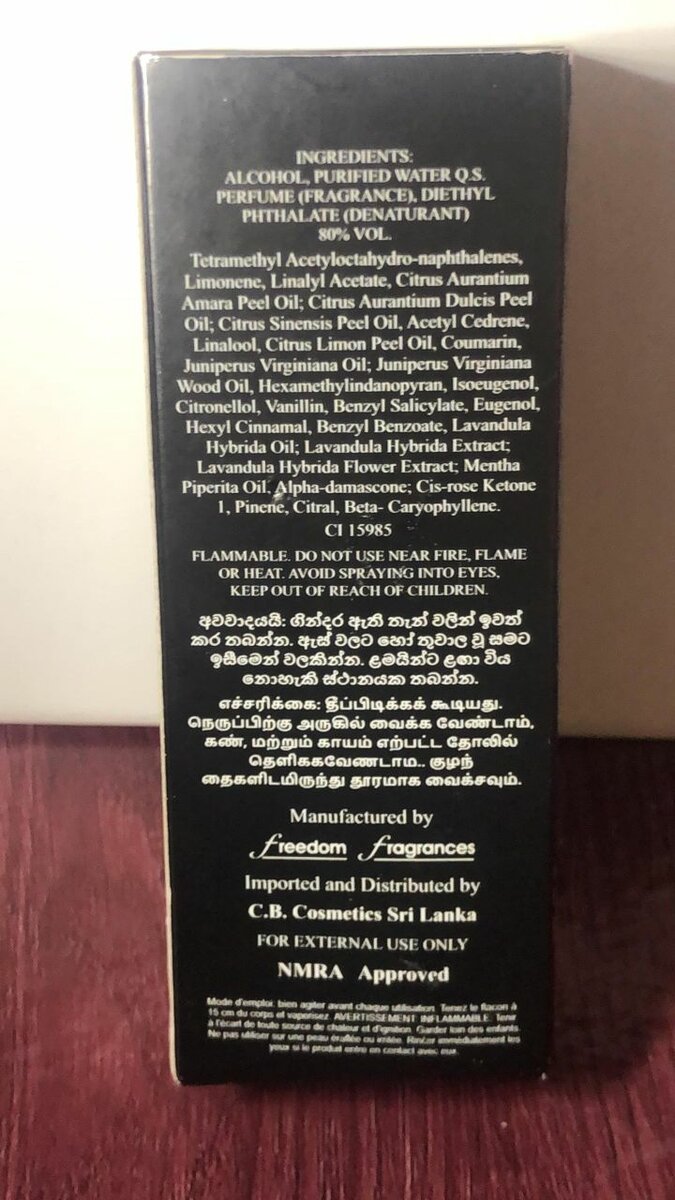 INGREDIENTS:
ALCOHOL, PURIFIED WATER Q.S.
PERFUME (FRAGRANCE), DIETHYL
PHTHALATE (DENATURANT)
80% VOL.
Tetramethyl Acetyloctahydro-naphthalenes,
Limonene, Linalyl Acetate, Citrus Aurantium
Amara Peel Oil; Citrus Aurantium Dulcis Peel
Oil; Citrus Sinensis Peel Oil, Acetyl Cedrene,
Linalool, Citrus Limon Peel Oil, Coumarin,
Juniperus Virginiana Oil; Juniperus Virginiana
Wood Oil, Hexamethylindanopyran, Isoeugenol,
Citronellol, Vanillin, Benzyl Salicylate, Eugenol,
Hexyl Cinnamal, Benzyl Benzoate, Lavandula
Hybrida Oil; Lavandula Hybrida Extract;
Lavandula Hybrida Flower Extract; Mentha
Piperita Oil, Alpha-damascone; Cis-rose Ketone
1, Pinene, Citral, Beta- Caryophyllene.
CI 15985
FLAMMABLE. DO NOT USE NEAR FIRE, FLAME
OR HEAT. AVOID SPRAYING INTO EYES,
KEEP OUT OF REACH OF CHILDREN.
අවවාදයයි: ගින්දර ඇති තැන් වලින් ඉවත්
කර තබන්න. ඇස් වලට හෝ තුවාල වූ සමට
ඉසීමෙන් වලකින්න. ළමයින්ට ළඟා විය
නොහැකි ස්ථානයක තබන්න.
எச்சரிக்கை: தீப்பிடிக்கக் கூடியது.
நெருப்பிற்கு அருகில் வைக்க வேண்டாம்,
கண், மற்றும் காயம் எற்பட்ட தோலில்
தெளிக்கவேண்டாம.. குழந்
தைகளிடமிருந்து தூரமாக வைக்சவும்.
Manufactured by
freedom fragrances
Imported and Distributed by
C.B. Cosmetics Sri Lanka
FOR EXTERNAL USE ONLY
NMRA Approved
Mode d'emploi: bien agiter avant chaque utilisation. Tenez le flacon à
15 cm du corps et vaporisez. AVERTISSEMENT INFLAMMABLE. Tenir
à l'écart de toute source de chaleur et d'ignition. Garder loin des enfants.
Ne pas utiliser sur une peau éraflée ou irritée. Rincer immédiatement les
yeux si le produit entre en contact avec eux.